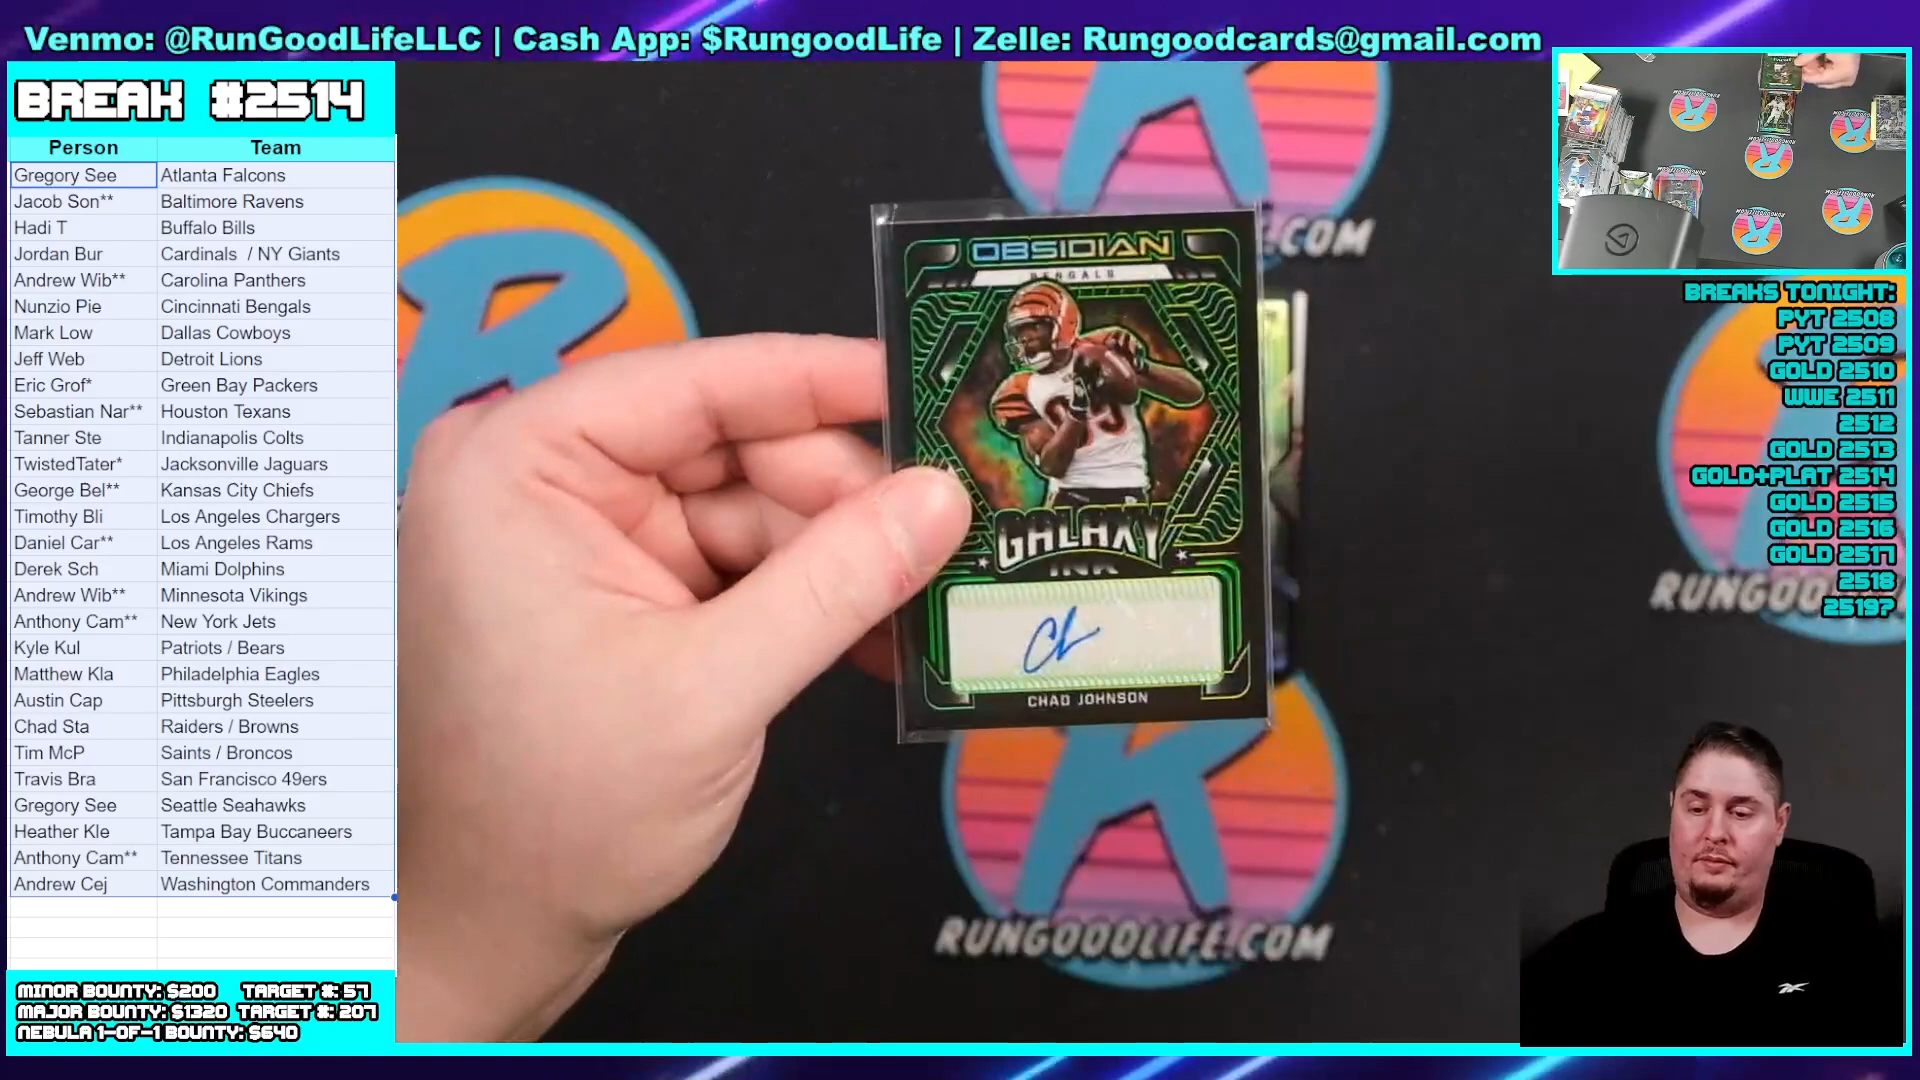 Venmo: @RunGoodLifeLLC | Cash App: $RungoodLife | Zelle: Rungoodcards@gmail.com
BREAK #2514
Person Team
Gregory See Atlanta Falcons
Jacob Son** Baltimore Ravens
Hadi T Buffalo Bills
Jordan Bur Cardinals / NY Giants
Andrew Wib** Carolina Panthers
Nunzio Pie Cincinnati Bengals
Mark Low Dallas Cowboys
Jeff Web Detroit Lions
Eric Grof* Green Bay Packers
Sebastian Nar** Houston Texans
Tanner Ste Indianapolis Colts
TwistedTater* Jacksonville Jaguars
George Bel** Kansas City Chiefs
Timothy Bli Los Angeles Chargers
Daniel Car** Los Angeles Rams
Derek Sch Miami Dolphins
Andrew Wib** Minnesota Vikings
Anthony Cam** New York Jets
Kyle Kul Patriots / Bears
Matthew Kla Philadelphia Eagles
Austin Cap Pittsburgh Steelers
Chad Sta Raiders / Browns
Tim McP Saints / Broncos
Travis Bra San Francisco 49ers
Gregory See Seattle Seahawks
Heather Kle Tampa Bay Buccaneers
Anthony Cam** Tennessee Titans
Andrew Cej Washington Commanders
MINOR BOUNTY: $200 TARGET #: 57
MAJOR BOUNTY: $1320 TARGET #: 207
NEBULA 1-OF-1 BOUNTY: $640
OBSIDIAN
BENGALS
GALAXY
INK
CHAD JOHNSON
RUNGOODLIFE.COM
BREAKS TONIGHT:
PYT 2508
PYT 2509
GOLD 2510
WWE 2511
2512
GOLD 2513
GOLD+PLAT 2514
GOLD 2515
GOLD 2516
GOLD 2517
2518
2519?